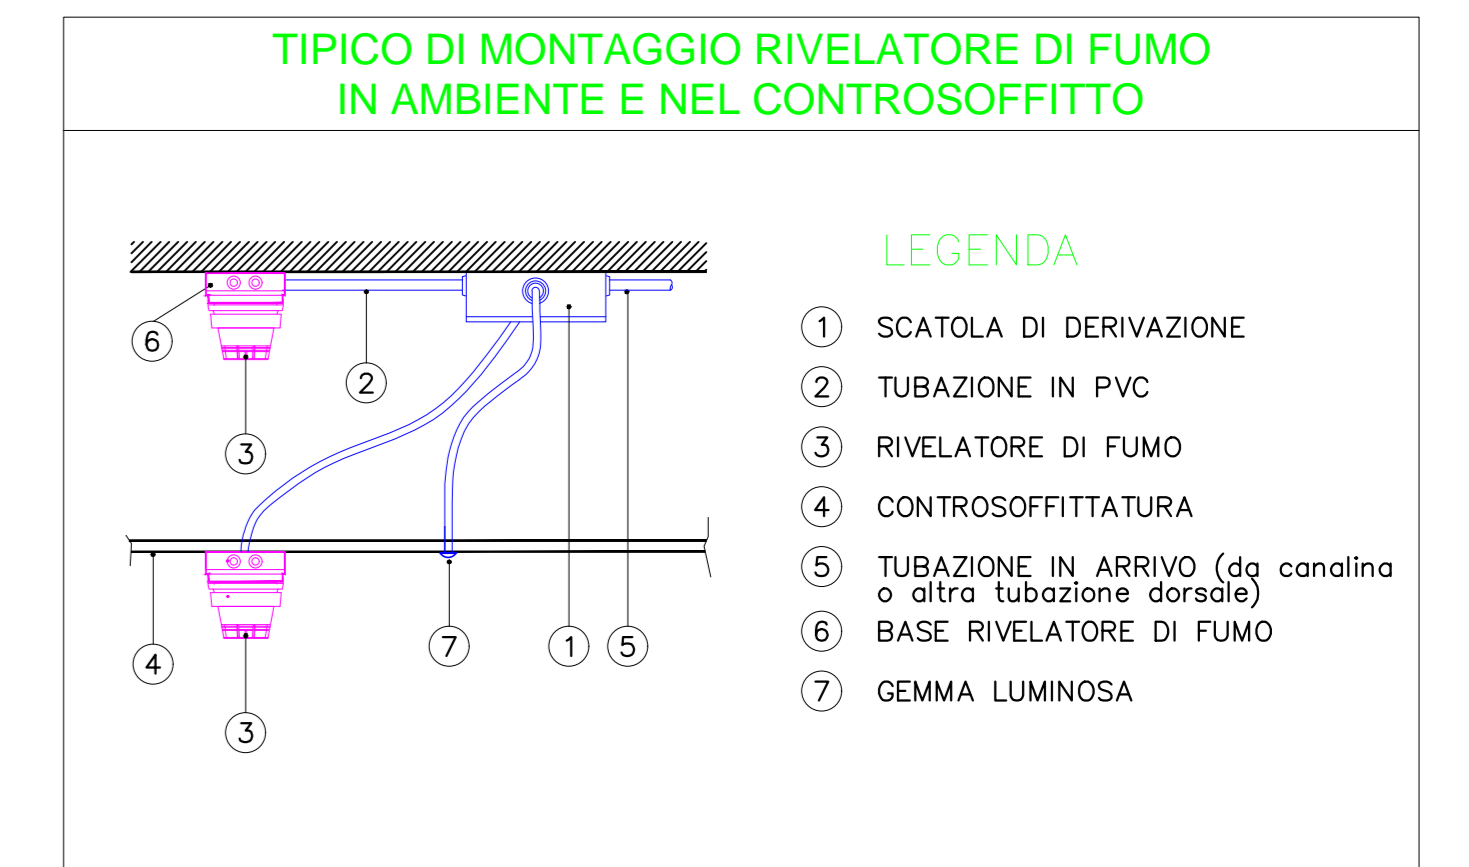 TIPICO DI MONTAGGIO RIVELATORE DI FUMO
IN AMBIENTE E NEL CONTROSOFFITTO
LEGENDA
1 SCATOLA DI DERIVAZIONE
2 TUBAZIONE IN PVC
3 RIVELATORE DI FUMO
4 CONTROSOFFITTATURA
5 TUBAZIONE IN ARRIVO (da canalina
o altra tubazione dorsale)
6 BASE RIVELATORE DI FUMO
7 GEMMA LUMINOSA
6
2
3
4
7
1
5
3